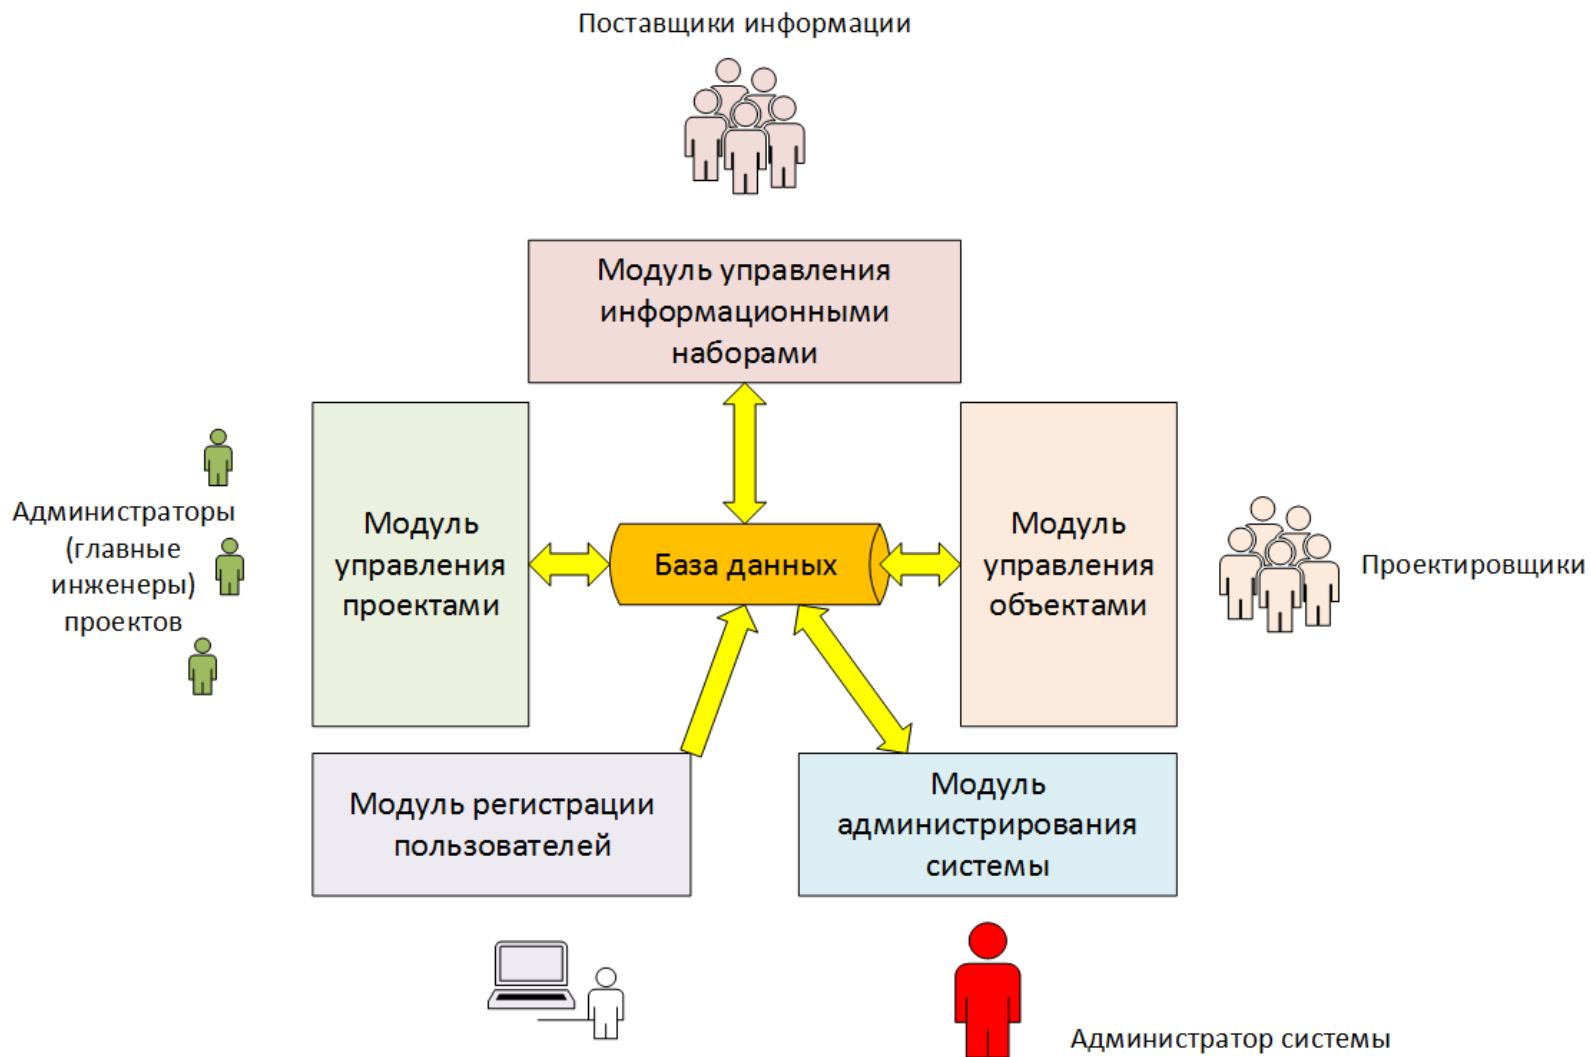 Поставщики информации
Модуль управления
информационными
наборами
Администраторы
(главные
инженеры)
проектов
Модуль
управления
проектами
База данных
Модуль
управления
объектами
Проектировщики
Модуль регистрации
пользователей
Модуль
администрирования
системы
Администратор системы